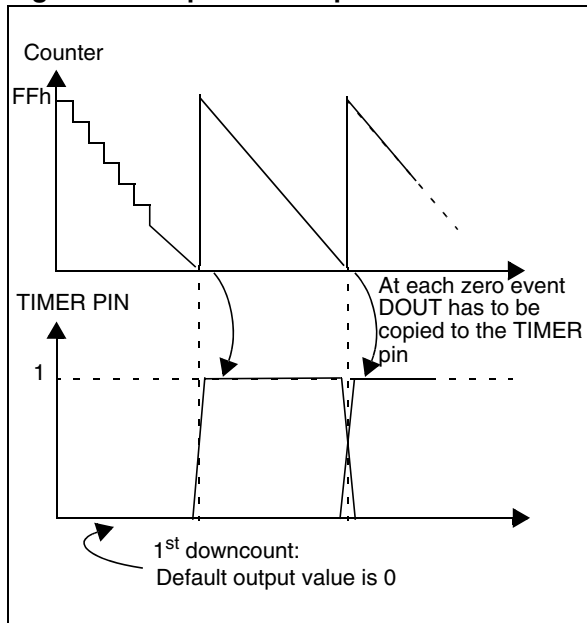 Counter
FFh
At each zero event
DOUT has to be
copied to the TIMER
pin
TIMER PIN
1
1st downcount:
Default output value is 0